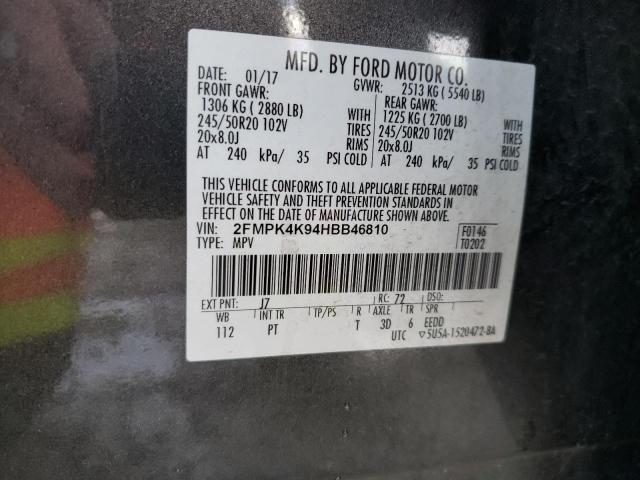 MFD. BY FORD MOTOR CO.
DATE: 01/17 GVWR: 2513 KG ( 5540 LB)
FRONT GAWR: REAR GAWR:
1306 KG ( 2880 LB) WITH 1225 KG ( 2700 LB) WITH
245/50R20 102V TIRES 245/50R20 102V TIRES
20x8.0J RIMS 20x8.0J RIMS
AT 240 kPa/ 35 PSI COLD AT 240 kPa/ 35 PSI COLD
THIS VEHICLE CONFORMS TO ALL APPLICABLE FEDERAL MOTOR
VEHICLE SAFETY AND THEFT PREVENTION STANDARDS IN
EFFECT ON THE DATE OF MANUFACTURE SHOWN ABOVE.
VIN: 2FMPK4K94HBB46810 F0146
TYPE: MPV T0202
EXT PNT: J7 RC: 72 DSO:
WB INT TR TP/PS R AXLE TR SPR
112 PT T 3D 6 EEDD
UTC ▽5U5A-1520472-BA